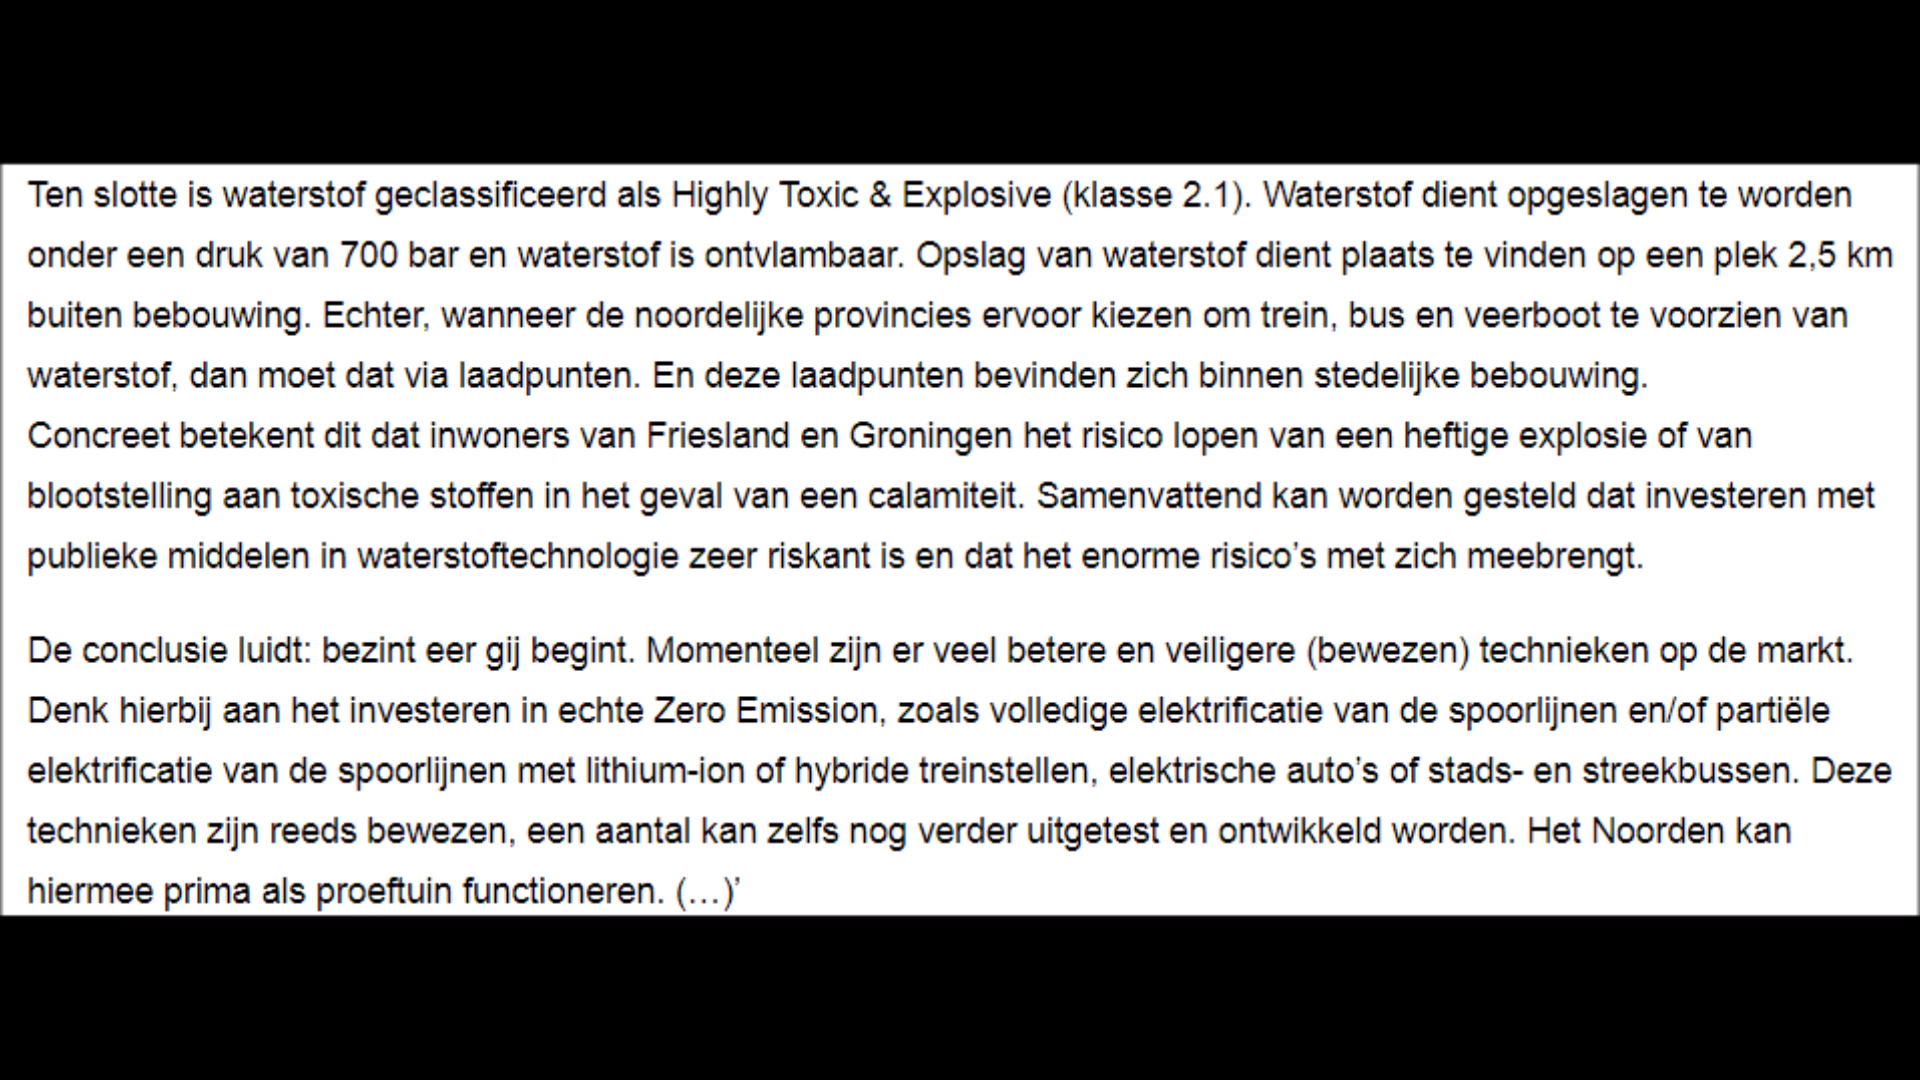 Ten slotte is waterstof geclassificeerd als Highly Toxic & Explosive (klasse 2.1). Waterstof dient opgeslagen te worden
onder een druk van 700 bar en waterstof is ontvlambaar. Opslag van waterstof dient plaats te vinden op een plek 2,5 km
buiten bebouwing. Echter, wanneer de noordelijke provincies ervoor kiezen om trein, bus en veerboot te voorzien van
waterstof, dan moet dat via laadpunten. En deze laadpunten bevinden zich binnen stedelijke bebouwing.
Concreet betekent dit dat inwoners van Friesland en Groningen het risico lopen van een heftige explosie of van
blootstelling aan toxische stoffen in het geval van een calamiteit. Samenvattend kan worden gesteld dat investeren met
publieke middelen in waterstoftechnologie zeer riskant is en dat het enorme risico’s met zich meebrengt.
De conclusie luidt: bezint eer gij begint. Momenteel zijn er veel betere en veiligere (bewezen) technieken op de markt.
Denk hierbij aan het investeren in echte Zero Emission, zoals volledige elektrificatie van de spoorlijnen en/of partiële
elektrificatie van de spoorlijnen met lithium-ion of hybride treinstellen, elektrische auto’s of stads- en streekbussen. Deze
technieken zijn reeds bewezen, een aantal kan zelfs nog verder uitgetest en ontwikkeld worden. Het Noorden kan
hiermee prima als proeftuin functioneren. (…)’